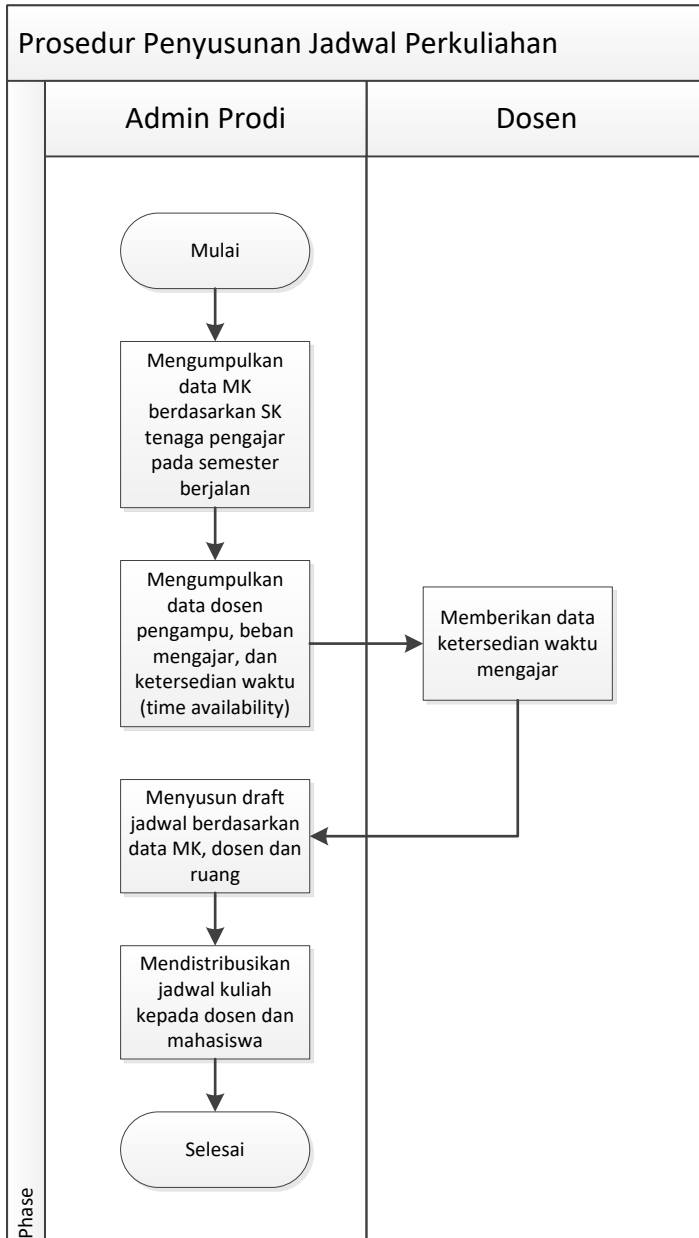 Prosedur Penyusunan Jadwal Perkuliahan
Admin Prodi
Dosen
Mulai
Mengumpulkan
data MK
berdasarkan SK
tenaga pengajar
pada semester
berjalan
Mengumpulkan
data dosen
pengampu, beban
mengajar, dan
ketersedian waktu
(time availability)
Memberikan data
ketersedian waktu
mengajar
Menyusun draft
jadwal berdasarkan
data MK, dosen dan
ruang
Mendistribusikan
jadwal kuliah
kepada dosen dan
mahasiswa
Selesai
Phase